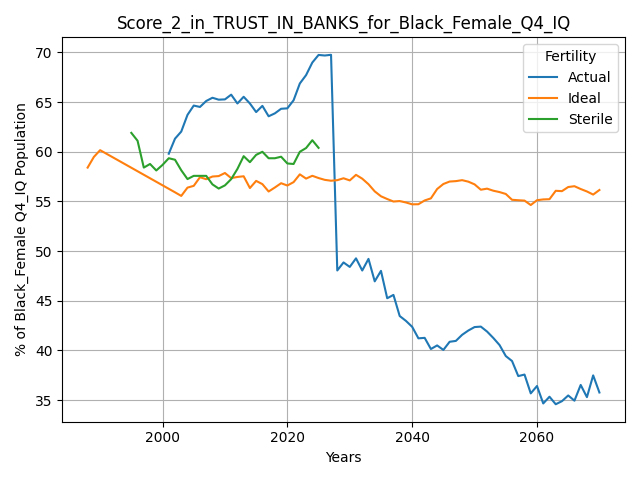 Score_2_in_TRUST_IN_BANKS_for_Black_Female_Q4_IQ
% of Black_Female Q4_IQ Population
70
65
60
55
50
45
40
35
Fertility
Actual
Ideal
Sterile
2000
2020
2040
2060
Years